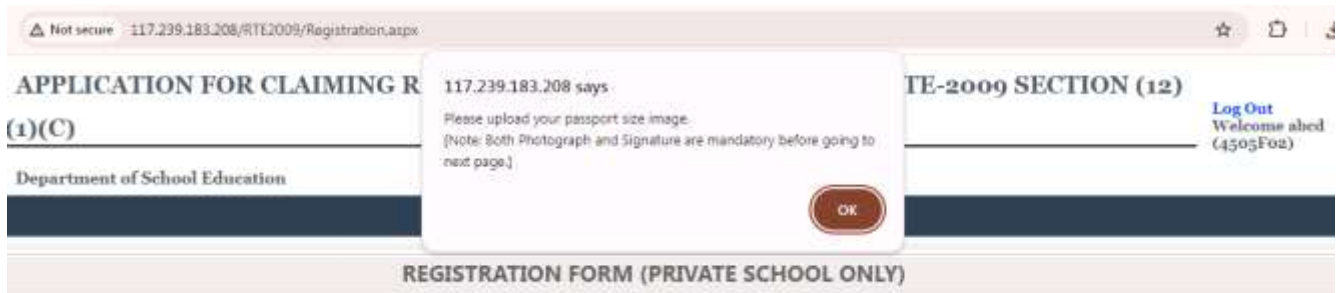 Not secure 117.239.183.208/RTE2009/Registration.aspx
APPLICATION FOR CLAIMING R
TE-2009 SECTION (12)
(1)(C)
117.239.183.208 says
Please upload your passport size image.
[Note: Both Photograph and Signature are mandatory before going to
next page.]
OK
Log Out
Welcome abcd
(4505F02)
Department of School Education
REGISTRATION FORM (PRIVATE SCHOOL ONLY)